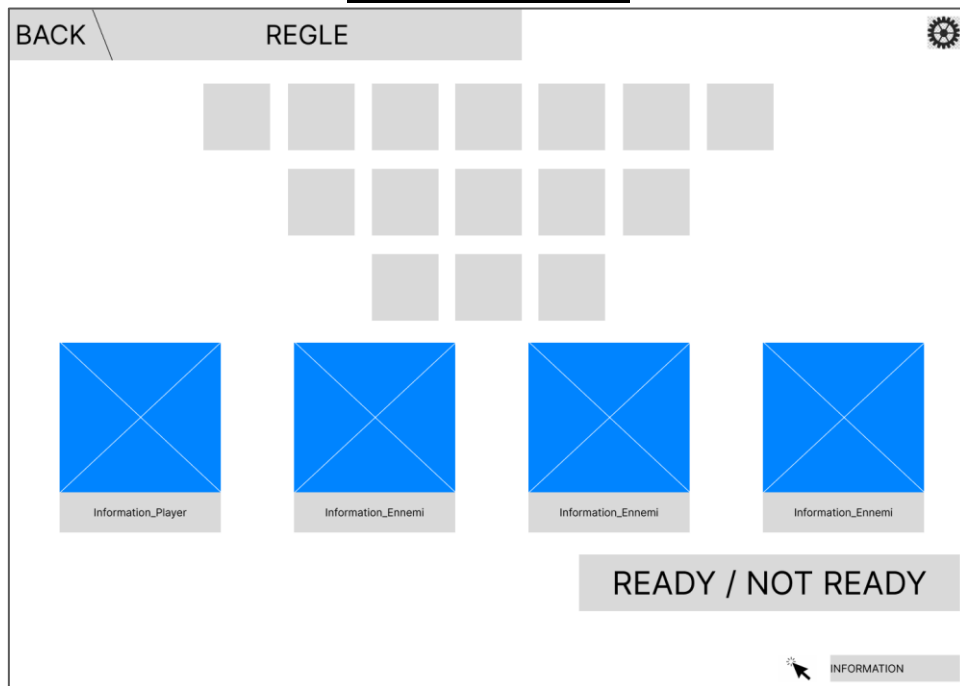 BACK
REGLE
Information_Player
Information_Ennemi
Information_Ennemi
Information_Ennemi
READY / NOT READY
INFORMATION